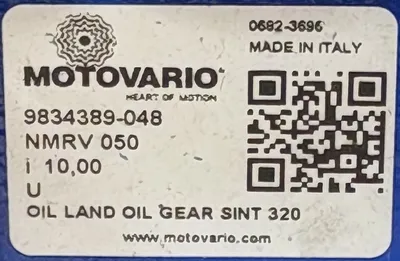 0682-3696
MADE IN ITALY
MOTOVARIO
HEART OF MOTION
9834389-048
NMRV 050
i 10,00
U
OIL LAND OIL GEAR SINT 320
www.motovario.com